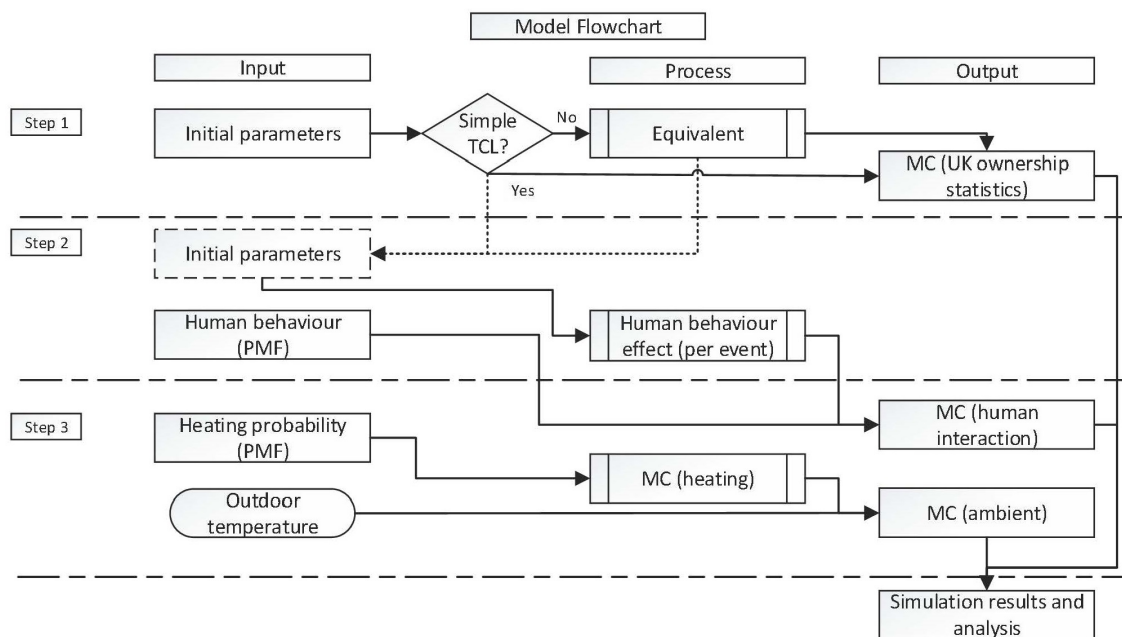 Model Flowchart
Input
Process
Output
Step 1
Initial parameters
Simple
TCL?
No
Equivalent
MC (UK ownership
statistics)
Yes
Step 2
Initial parameters
Human behaviour
(PMF)
Human behaviour
effect (per event)
Step 3
Heating probability
(PMF)
MC (human
interaction)
MC (heating)
Outdoor
temperature
MC (ambient)
Simulation results and
analysis